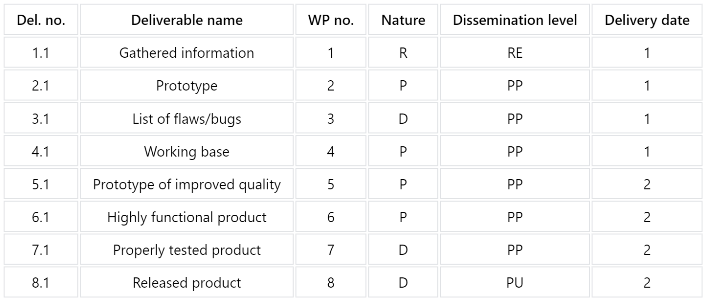 Del. no. Deliverable name WP no. Nature Dissemination level Delivery date
1.1 Gathered information 1 R RE 1
2.1 Prototype 2 P PP 1
3.1 List of flaws/bugs 3 D PP 1
4.1 Working base 4 P PP 1
5.1 Prototype of improved quality 5 P PP 2
6.1 Highly functional product 6 P PP 2
7.1 Properly tested product 7 D PP 2
8.1 Released product 8 D PU 2